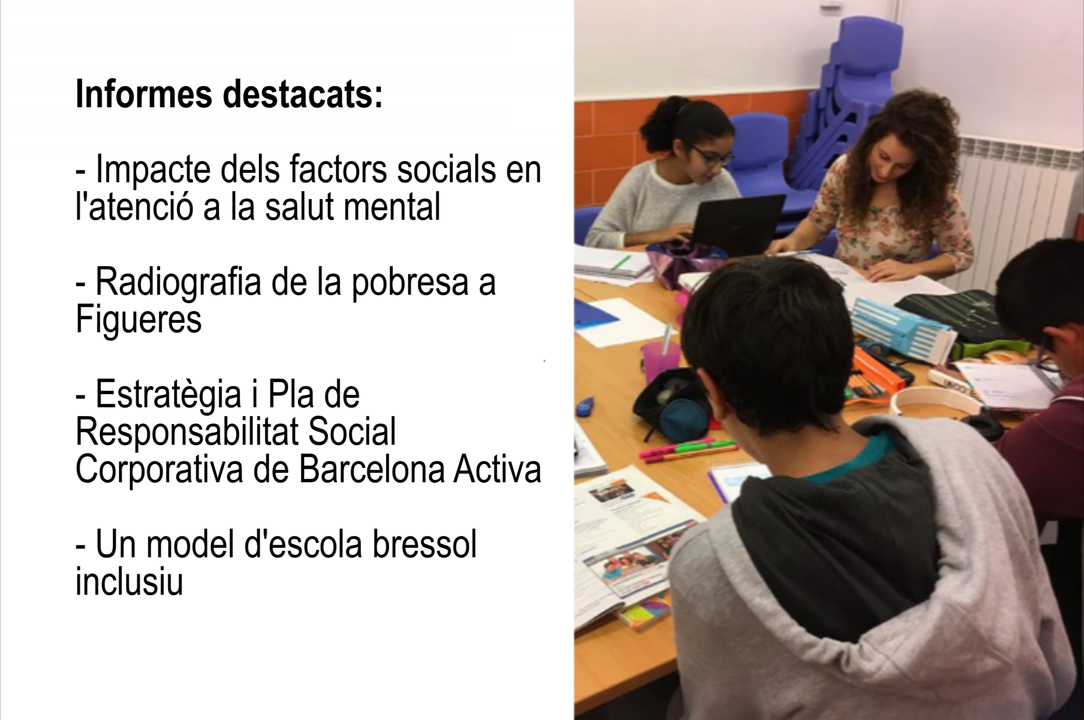 Informes destacats:
- Impacte dels factors socials en
l'atenció a la salut mental
- Radiografia de la pobresa a
Figueres
- Estratègia i Pla de
Responsabilitat Social
Corporativa de Barcelona Activa
- Un model d'escola bressol
inclusiu